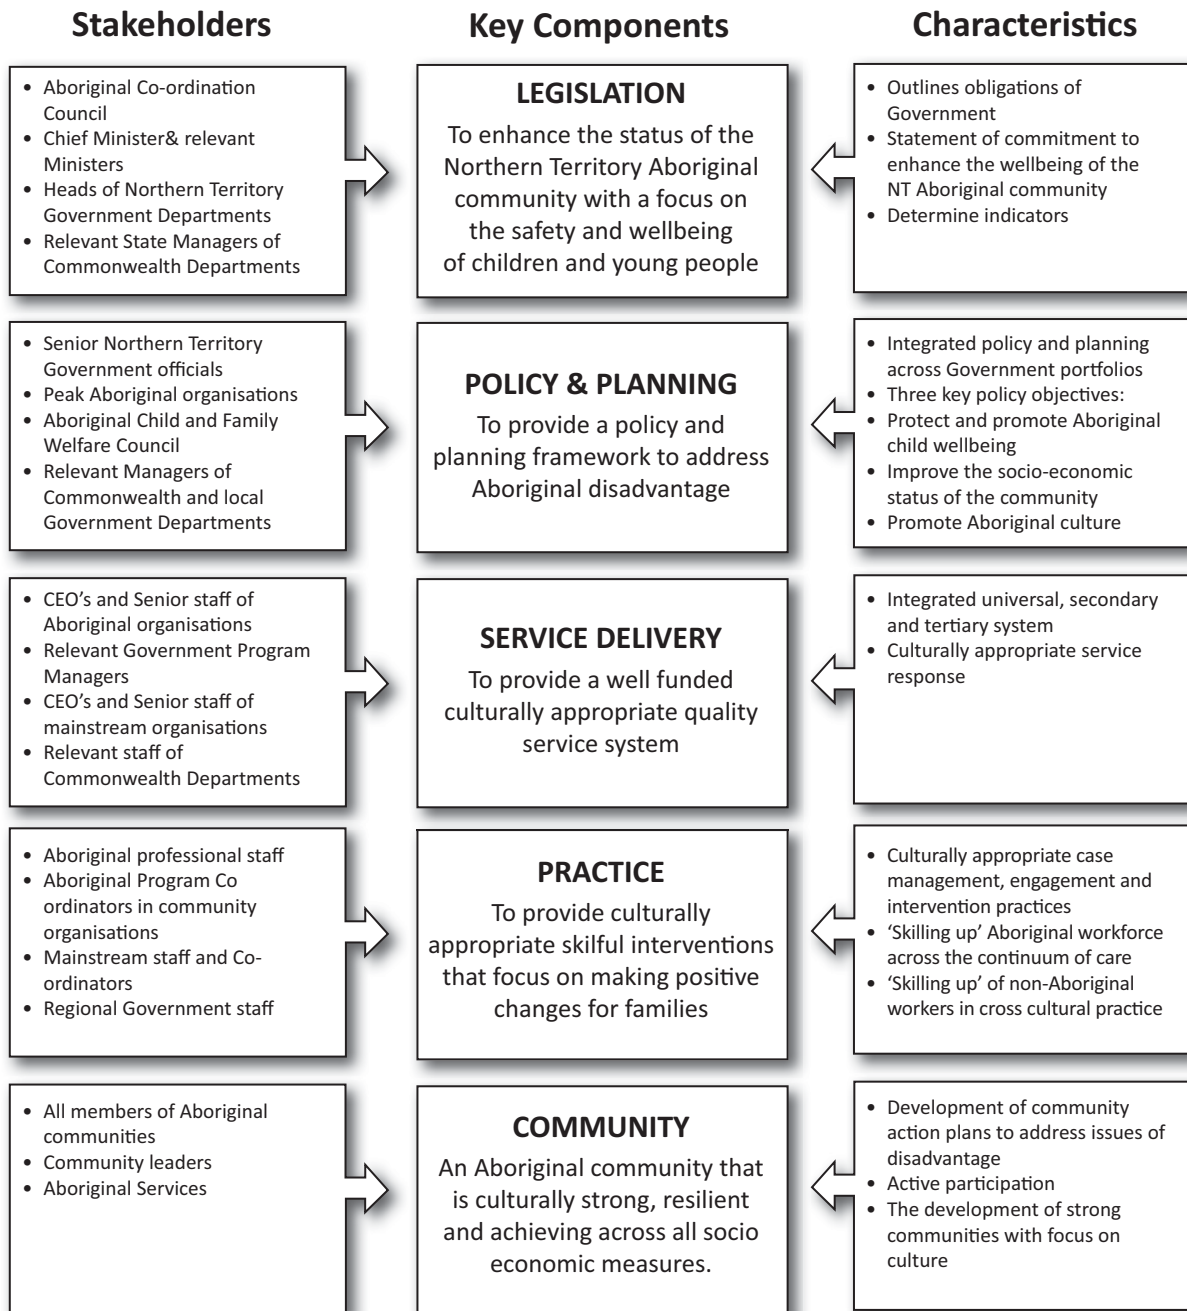 Stakeholders
Key Components
Characteristics
• Aboriginal Co-ordination
Council
• Chief Minister& relevant
Ministers
• Heads of Northern Territory
Government Departments
• Relevant State Managers of
Commonwealth Departments
LEGISLATION
To enhance the status of the
Northern Territory Aboriginal
community with a focus on
the safety and wellbeing
of children and young people
• Outlines obligations of
Government
• Statement of commitment to
enhance the wellbeing of the
NT Aboriginal community
• Determine indicators
• Senior Northern Territory
Government officials
• Peak Aboriginal organisations
• Aboriginal Child and Family
Welfare Council
• Relevant Managers of
Commonwealth and local
Government Departments
POLICY & PLANNING
To provide a policy and
planning framework to address
Aboriginal disadvantage
• Integrated policy and planning
across Government portfolios
• Three key policy objectives:
• Protect and promote Aboriginal
child wellbeing
• Improve the socio-economic
status of the community
• Promote Aboriginal culture
• CEO’s and Senior staff of
Aboriginal organisations
• Relevant Government Program
Managers
• CEO’s and Senior staff of
mainstream organisations
• Relevant staff of
Commonwealth Departments
SERVICE DELIVERY
To provide a well funded
culturally appropriate quality
service system
• Integrated universal, secondary
and tertiary system
• Culturally appropriate service
response
• Aboriginal professional staff
• Aboriginal Program Co
ordinators in community
organisations
• Mainstream staff and Co-
ordinators
• Regional Government staff
PRACTICE
To provide culturally
appropriate skilful interventions
that focus on making positive
changes for families
• Culturally appropriate case
management, engagement and
intervention practices
• ‘Skilling up’ Aboriginal workforce
across the continuum of care
• ‘Skilling up’ of non-Aboriginal
workers in cross cultural practice
• All members of Aboriginal
communities
• Community leaders
• Aboriginal Services
COMMUNITY
An Aboriginal community that
is culturally strong, resilient
and achieving across all socio
economic measures.
• Development of community
action plans to address issues of
disadvantage
• Active participation
• The development of strong
communities with focus on
culture